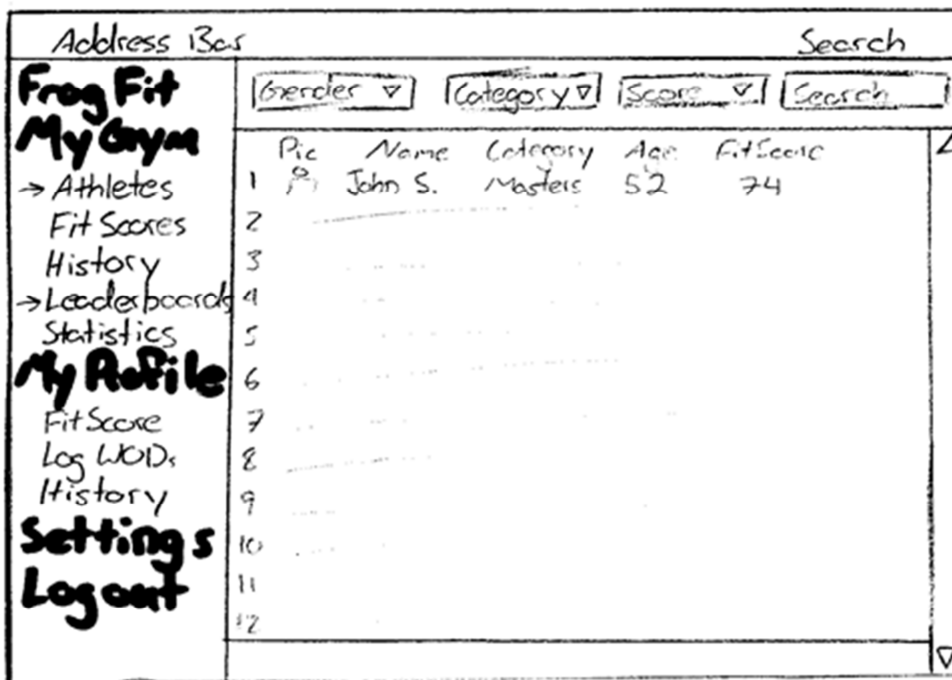 Address Bar Search
Frog Fit
My Gym
→ Athletes
Fit Scores
History
→ Leaderboards
Statistics
My Profile
Fit Score
Log WODs
History
Settings
Logout
Gender Category Score Search
Pic Name Category Age FitScore
1 John S. Masters 52 74
2
3
4
5
6
7
8
9
10
11
12